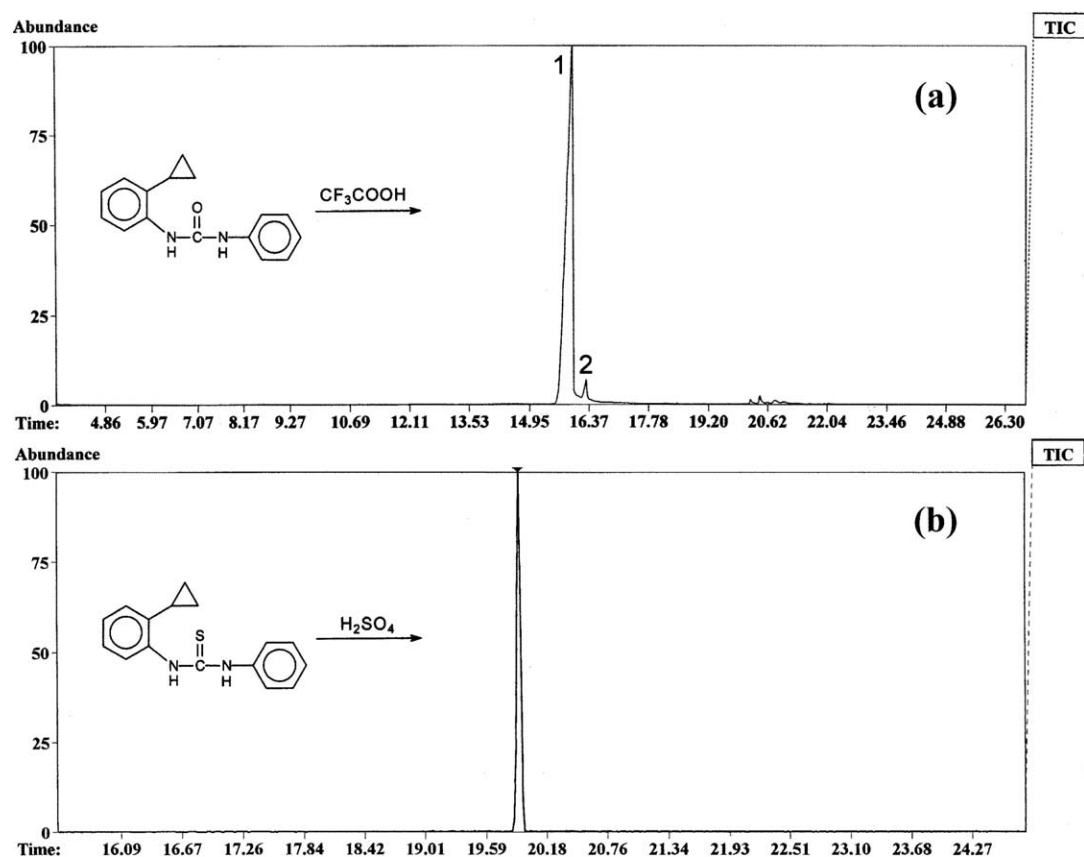 Abundance
TIC
100
1
(a)
75
O
CF3COOH
50
N
C
N
H
H
25
2
0
Time: 4.86 5.97 7.07 8.17 9.27 10.69 12.11 13.53 14.95 16.37 17.78 19.20 20.62 22.04 23.46 24.88 26.30
Abundance
TIC
100
(b)
75
S
H2SO4
50
N
C
N
H
H
25
0
Time: 16.09 16.67 17.26 17.84 18.42 19.01 19.59 20.18 20.76 21.34 21.93 22.51 23.10 23.68 24.27